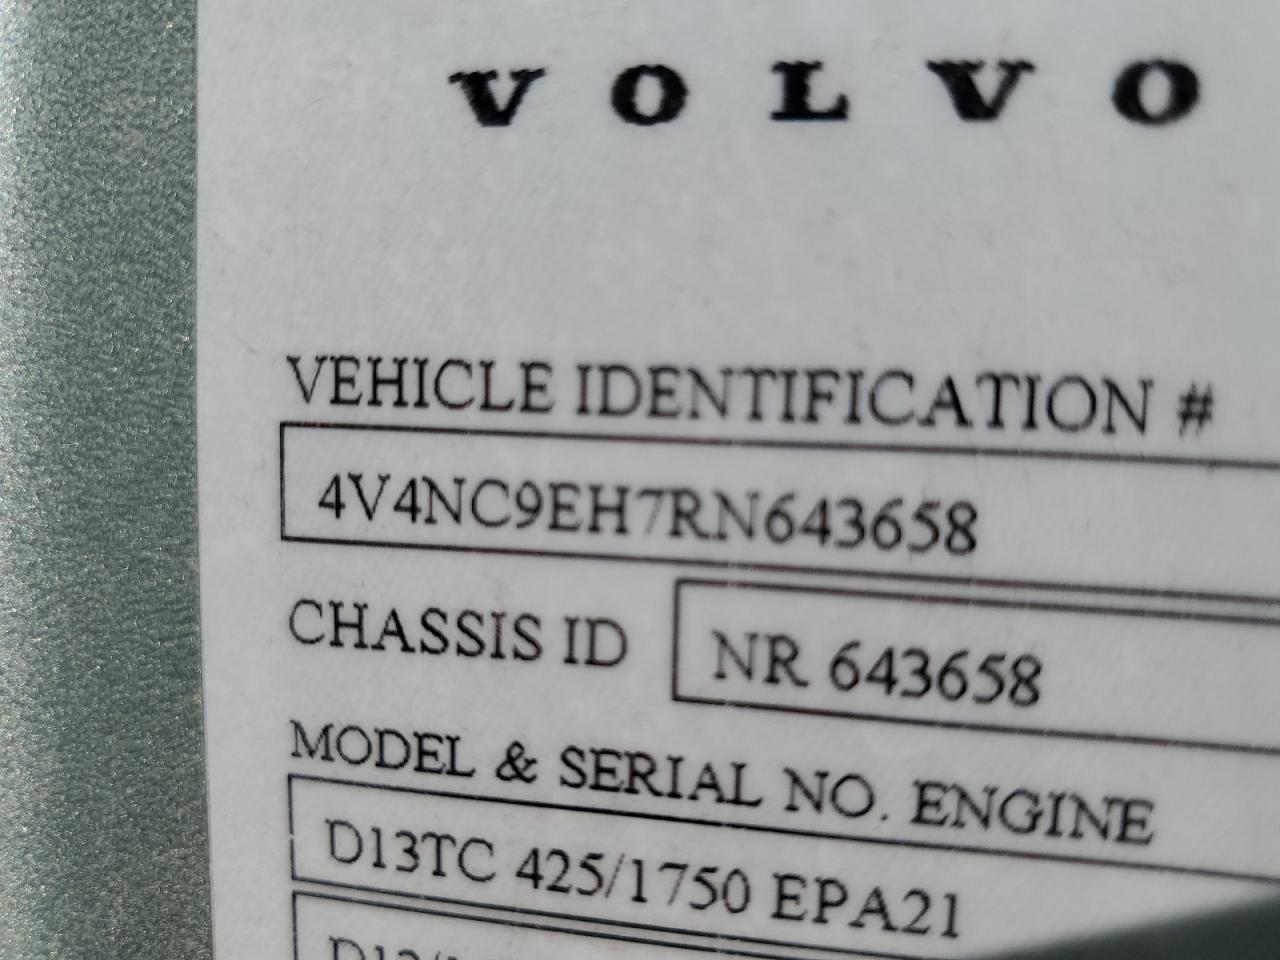 VOLVO
VEHICLE IDENTIFICATION #
4V4NC9EH7RN643658
CHASSIS ID NR 643658
MODEL & SERIAL NO. ENGINE
D13TC 425/1750 EPA21